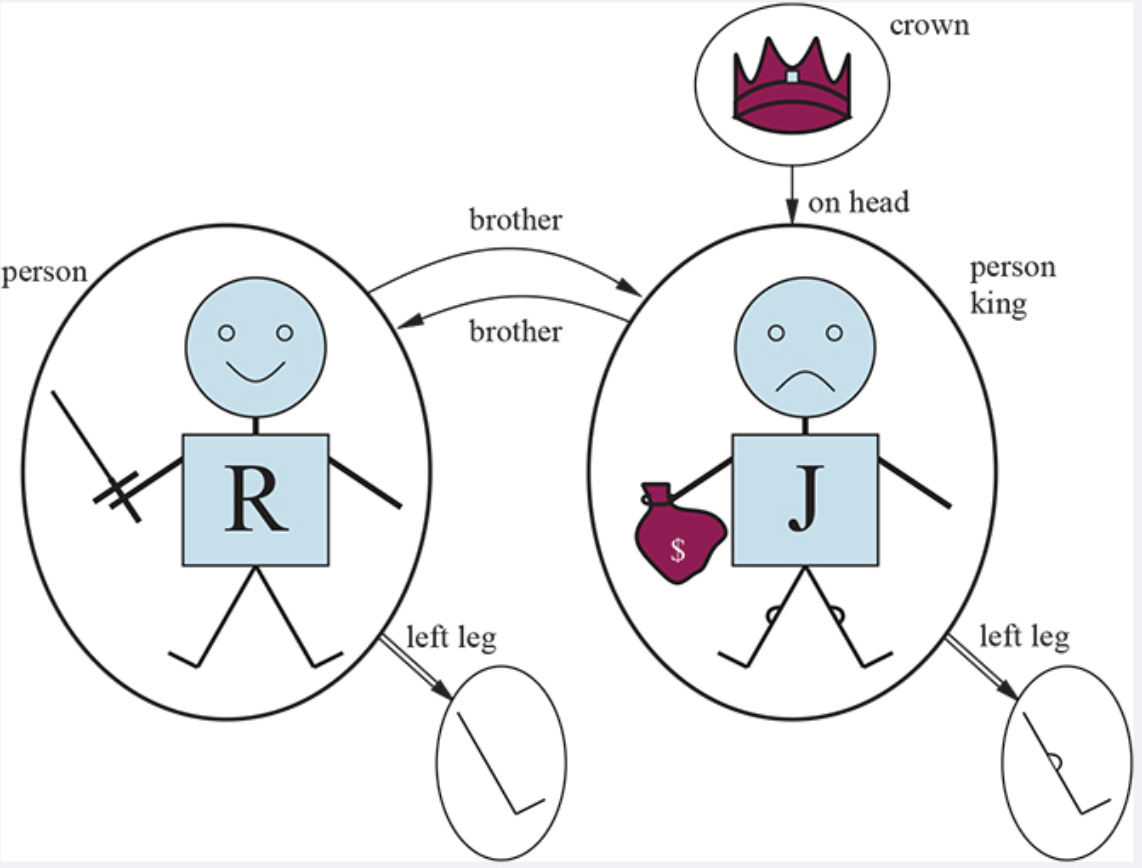 crown
on head
brother
person
person
king
brother
R
J
$
left leg
left leg